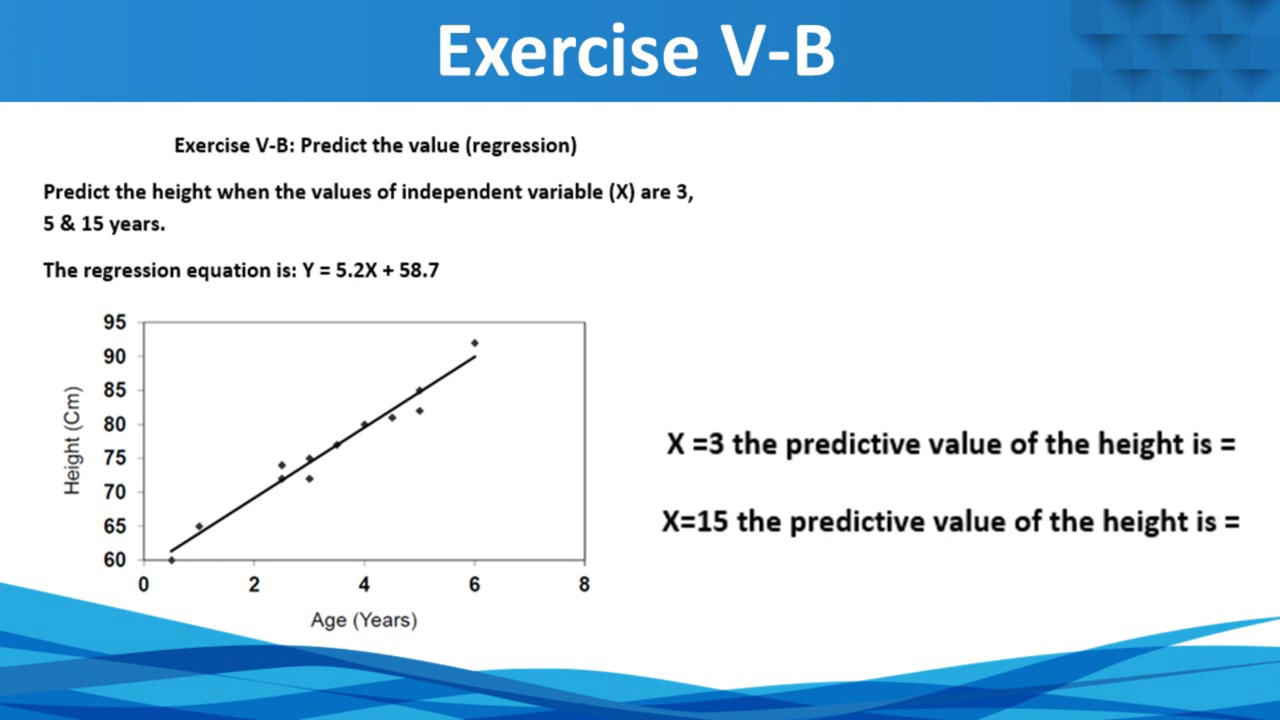 Exercise V-B
Exercise V-B: Predict the value (regression)
Predict the height when the values of independent variable (X) are 3,
5 & 15 years.
The regression equation is: Y = 5.2X + 58.7
95
90
85
80
75
70
65
60
Height (Cm)
0 2 4 6 8
Age (Years)
X =3 the predictive value of the height is =
X=15 the predictive value of the height is =